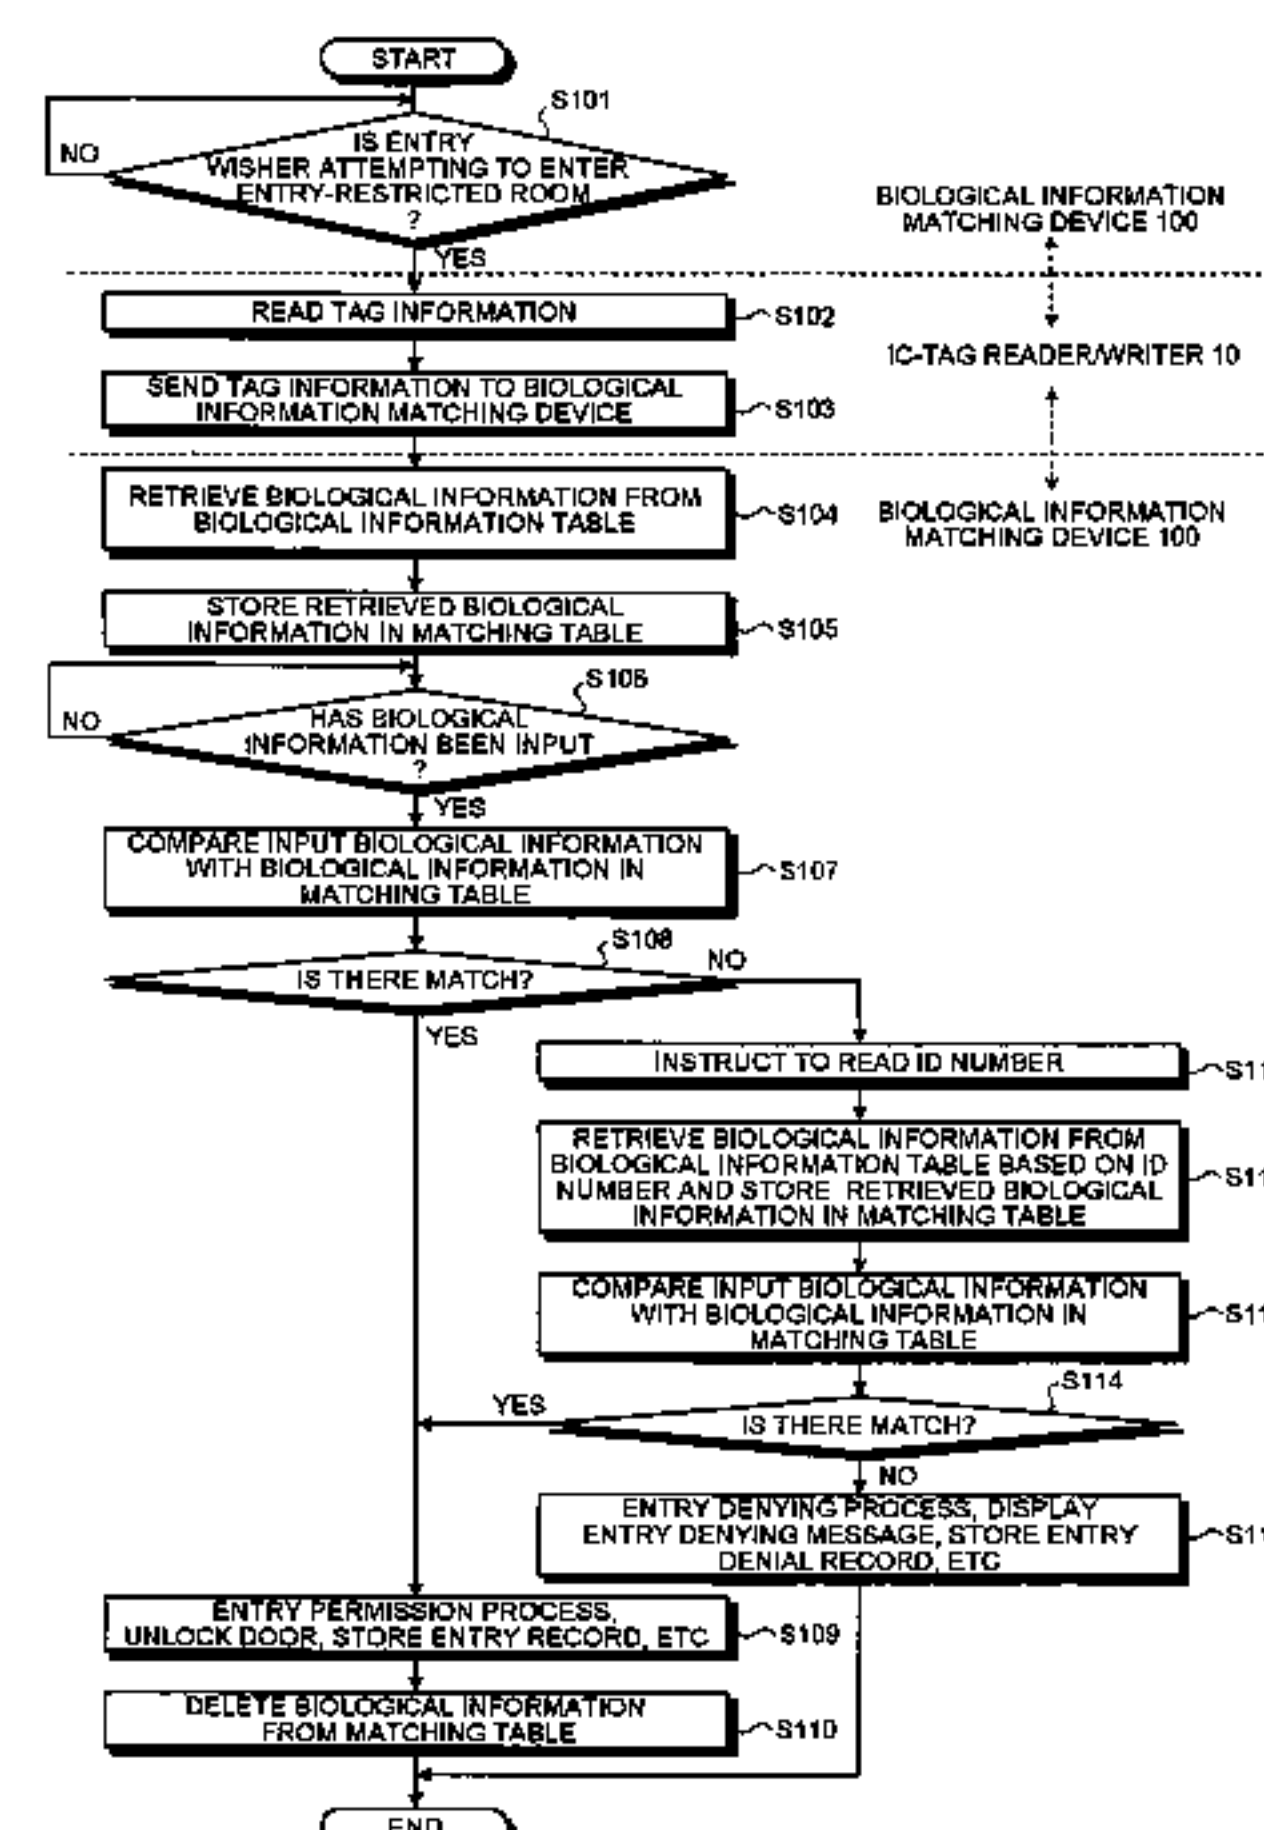 START
S101
NO
IS ENTRY
WISHER ATTEMPTING TO ENTER
ENTRY-RESTRICTED ROOM
?
YES
BIOLOGICAL INFORMATION
MATCHING DEVICE 100
READ TAG INFORMATION
S102
IC-TAG READER/WRITER 10
SEND TAG INFORMATION TO BIOLOGICAL
INFORMATION MATCHING DEVICE
S103
RETRIEVE BIOLOGICAL INFORMATION FROM
BIOLOGICAL INFORMATION TABLE
S104
BIOLOGICAL INFORMATION
MATCHING DEVICE 100
STORE RETRIEVED BIOLOGICAL
INFORMATION IN MATCHING TABLE
S105
S106
NO
HAS BIOLOGICAL
INFORMATION BEEN INPUT
?
YES
COMPARE INPUT BIOLOGICAL INFORMATION
WITH BIOLOGICAL INFORMATION IN
MATCHING TABLE
S107
S108
IS THERE MATCH?
NO
YES
INSTRUCT TO READ ID NUMBER
S11
RETRIEVE BIOLOGICAL INFORMATION FROM
BIOLOGICAL INFORMATION TABLE BASED ON ID
NUMBER AND STORE RETRIEVED BIOLOGICAL
INFORMATION IN MATCHING TABLE
S11
COMPARE INPUT BIOLOGICAL INFORMATION
WITH BIOLOGICAL INFORMATION IN
MATCHING TABLE
S11
S114
YES
IS THERE MATCH?
NO
ENTRY DENYING PROCESS, DISPLAY
ENTRY DENYING MESSAGE, STORE ENTRY
DENIAL RECORD, ETC
S11
ENTRY PERMISSION PROCESS,
UNLOCK DOOR, STORE ENTRY RECORD, ETC
S109
DELETE BIOLOGICAL INFORMATION
FROM MATCHING TABLE
S110
END